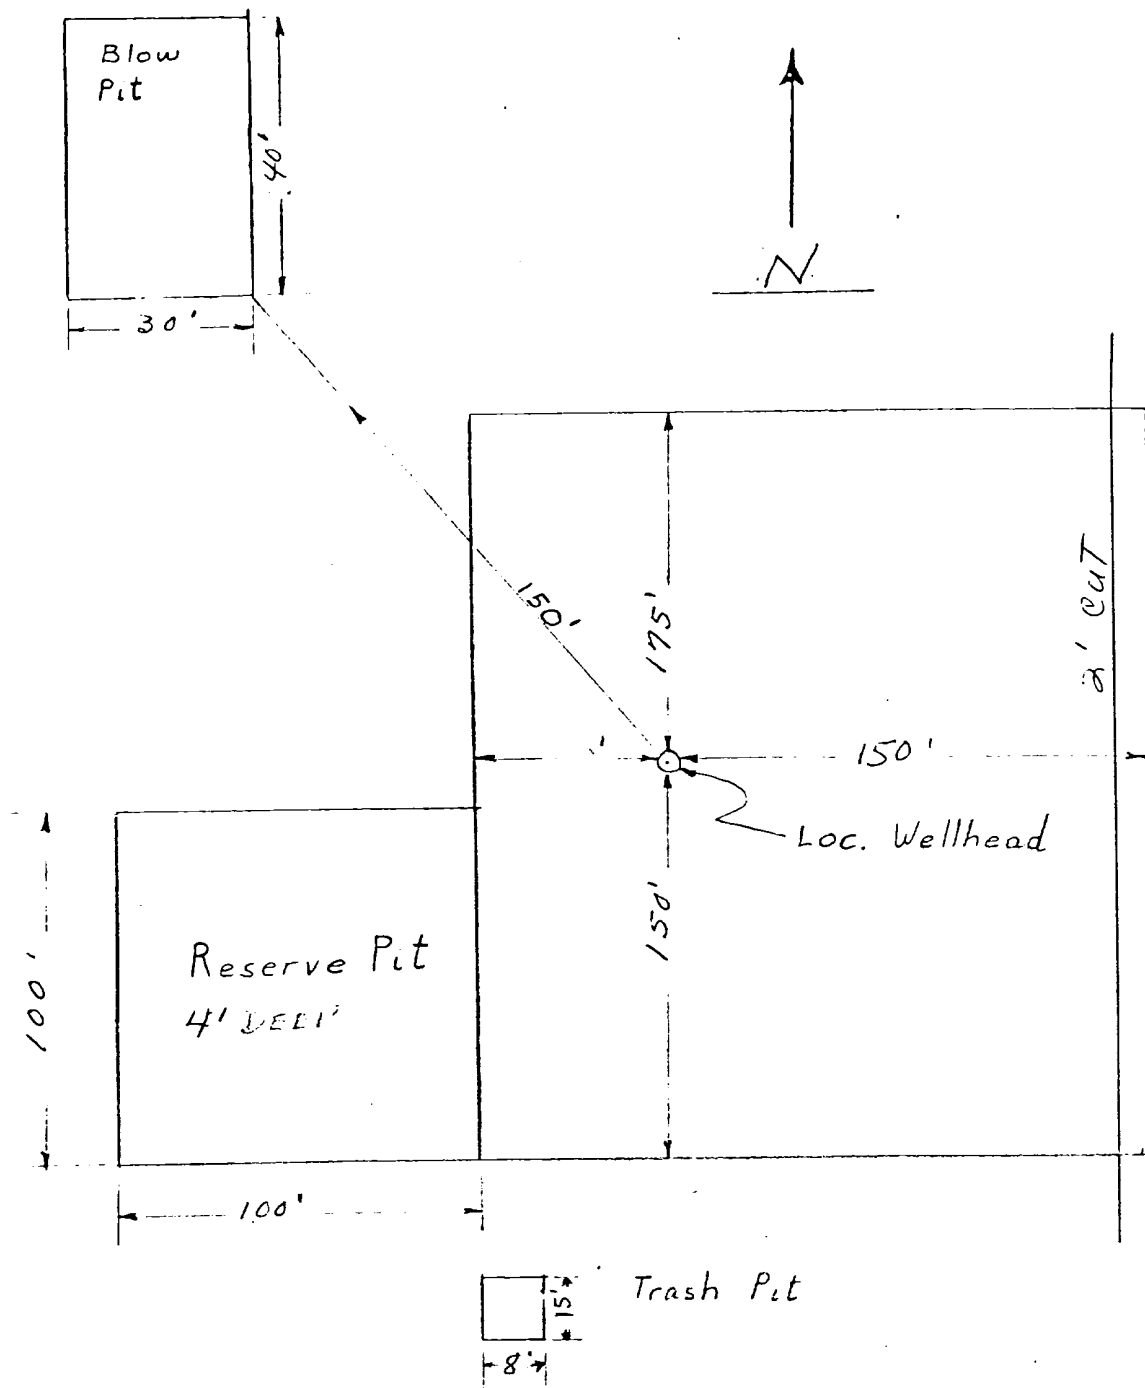 Blow
Pit
40'
30'
N
150'
175'
2' CUT
150'
Loc. Wellhead
150'
Reserve Pit
4' DEEP
100'
100'
Trash Pit
15'
8'